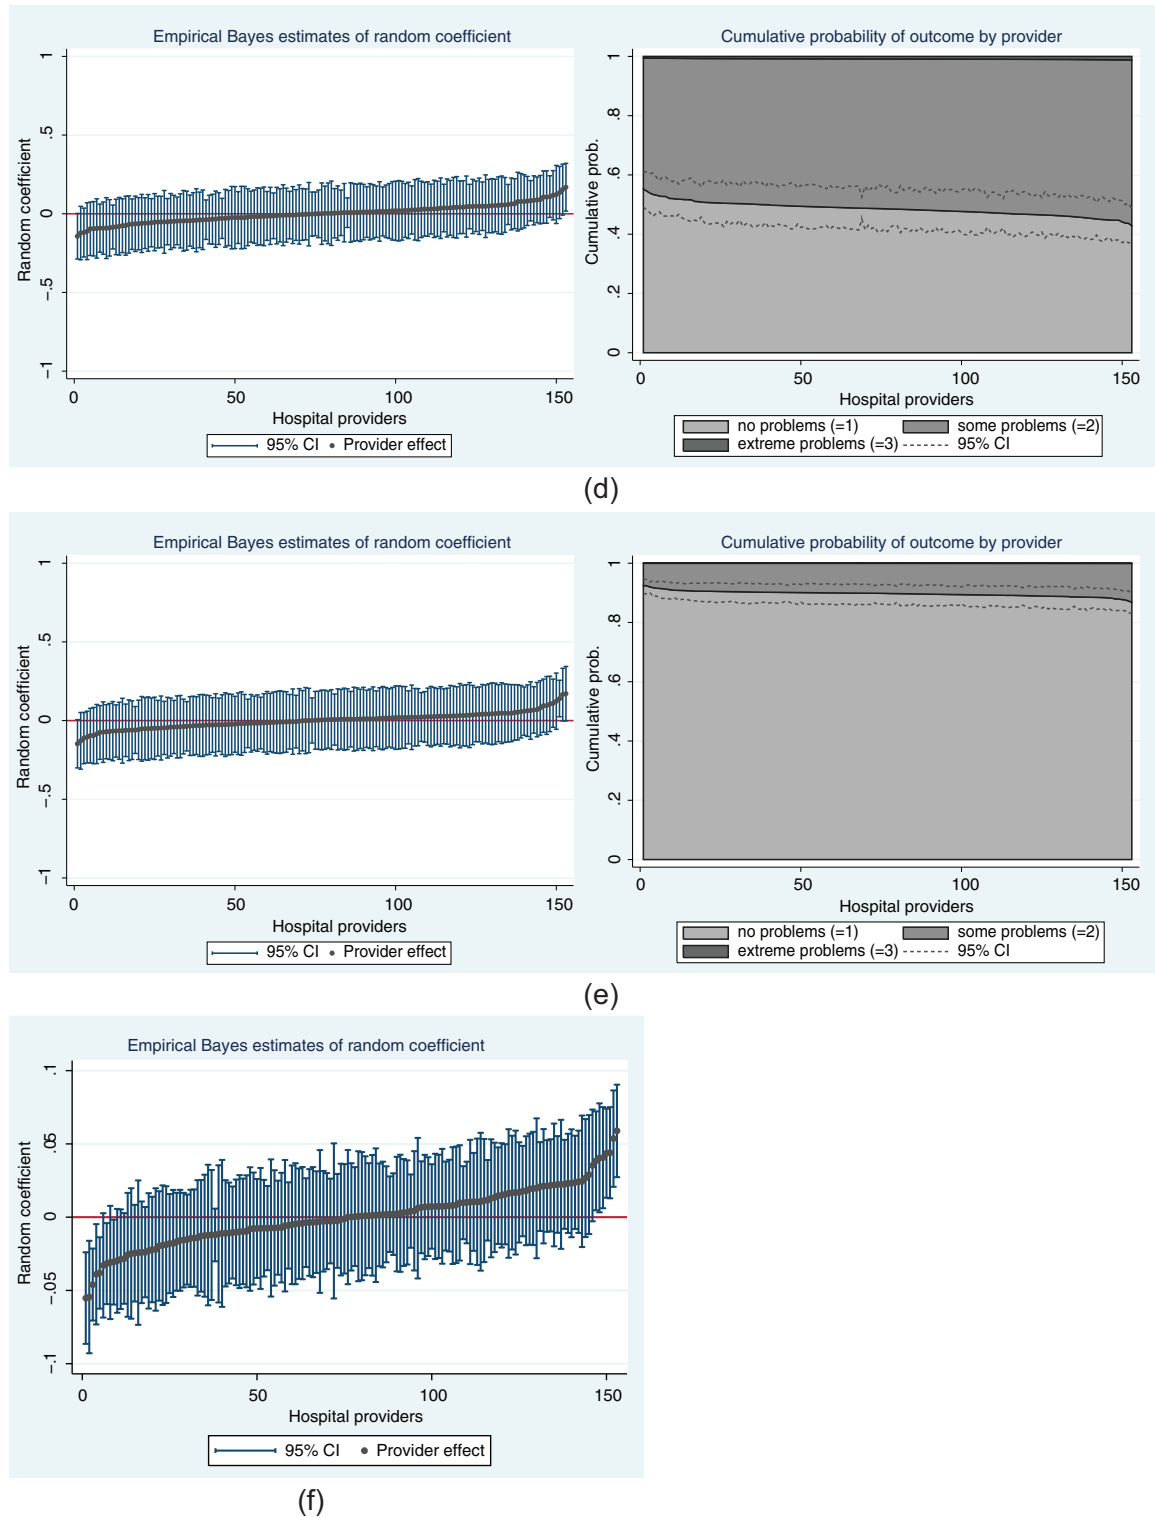 Empirical Bayes estimates of random coefficient
Random coefficient
1
.5
0
-.5
-1
0 50 100 150
Hospital providers
95% CI Provider effect
Cumulative probability of outcome by provider
Cumulative prob.
1
.8
.6
.4
.2
0
0 50 100 150
Hospital providers
no problems (=1) some problems (=2)
extreme problems (=3) 95% CI
(d)
Empirical Bayes estimates of random coefficient
Random coefficient
1
.5
0
-.5
-1
0 50 100 150
Hospital providers
95% CI Provider effect
Cumulative probability of outcome by provider
Cumulative prob.
1
.8
.6
.4
.2
0
0 50 100 150
Hospital providers
no problems (=1) some problems (=2)
extreme problems (=3) 95% CI
(e)
Empirical Bayes estimates of random coefficient
Random coefficient
.1
.05
0
-.05
-.1
0 50 100 150
Hospital providers
95% CI Provider effect
(f)